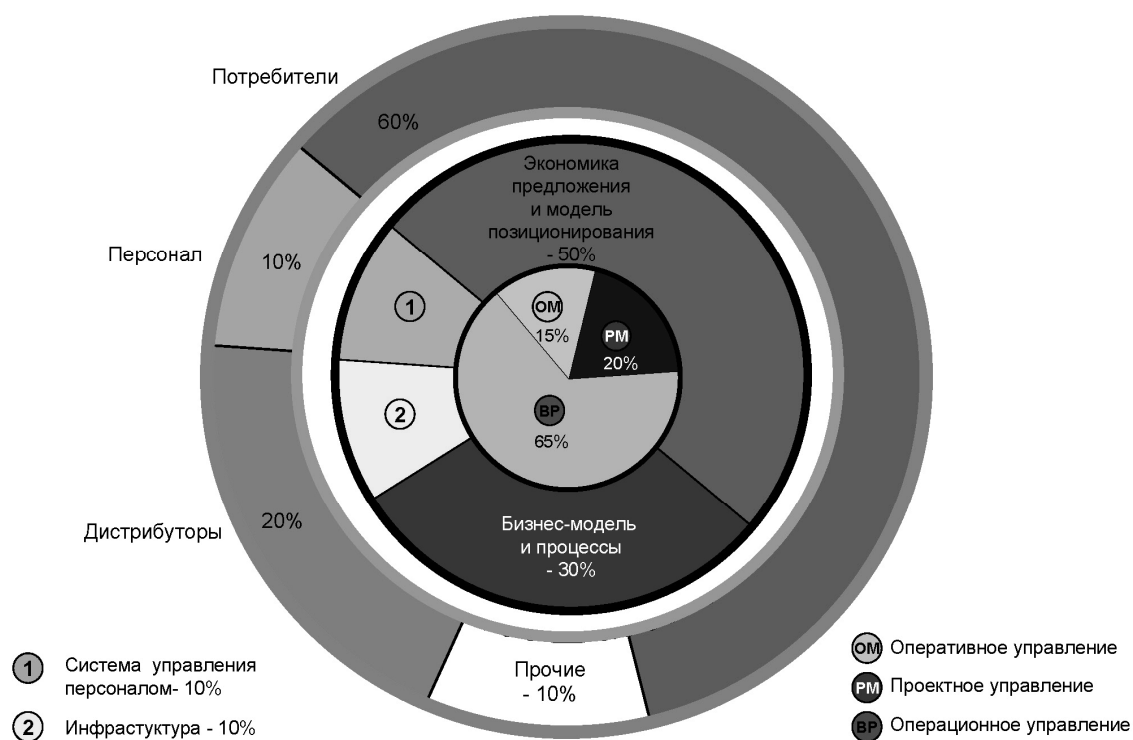 Потребители
60%
Экономика
предложения
и модель
позиционирования
- 50%
Персонал
10%
1
ОМ
15%
РМ
20%
2
ВР
65%
Дистрибуторы
20%
Бизнес-модель
и процессы
- 30%
Прочие
- 10%
1 Система управления
персоналом- 10%
2 Инфрастуктура - 10%
ОМ Оперативное управление
РМ Проектное управление
ВР Операционное управление